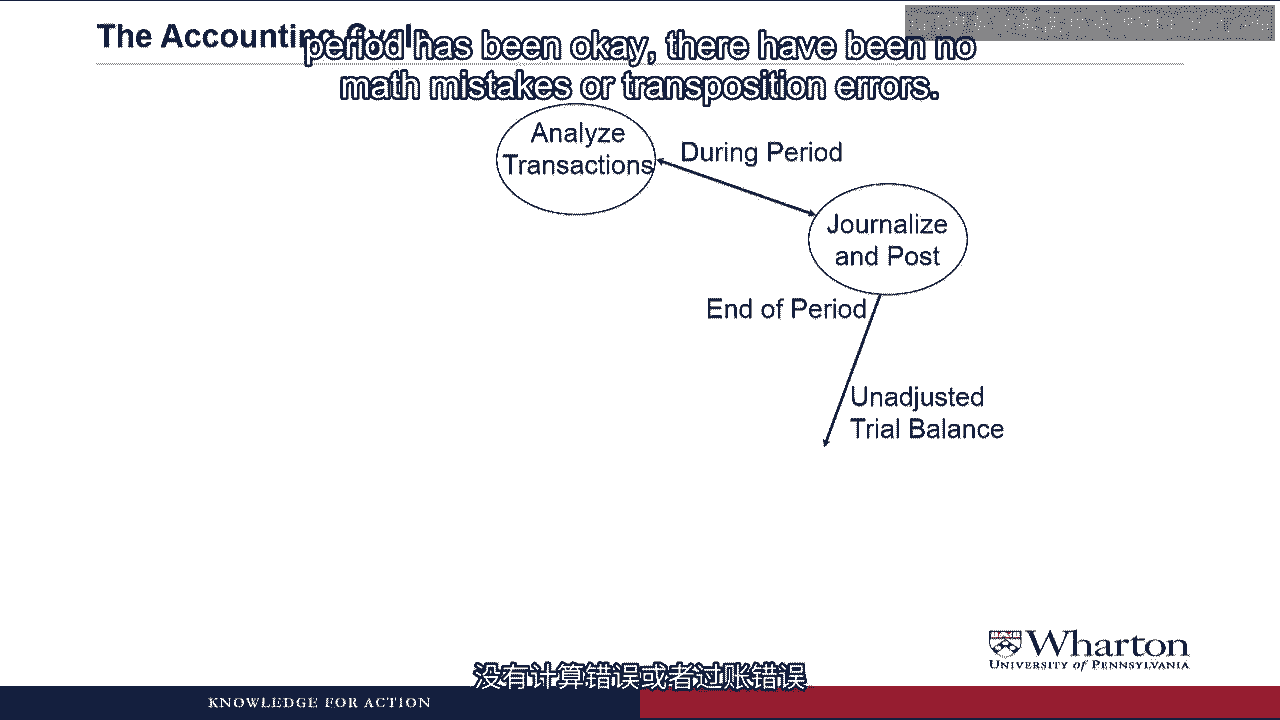 The Accounting Cycle
period has been okay, there have been no
math mistakes or transposition errors.
Analyze
Transactions
During Period
Journalize
and Post
End of Period
Unadjusted
Trial Balance
Wharton
UNIVERSITY of PENNSYLVANIA
没有计算错误或者过账错误
KNOWLEDGE FOR ACTION